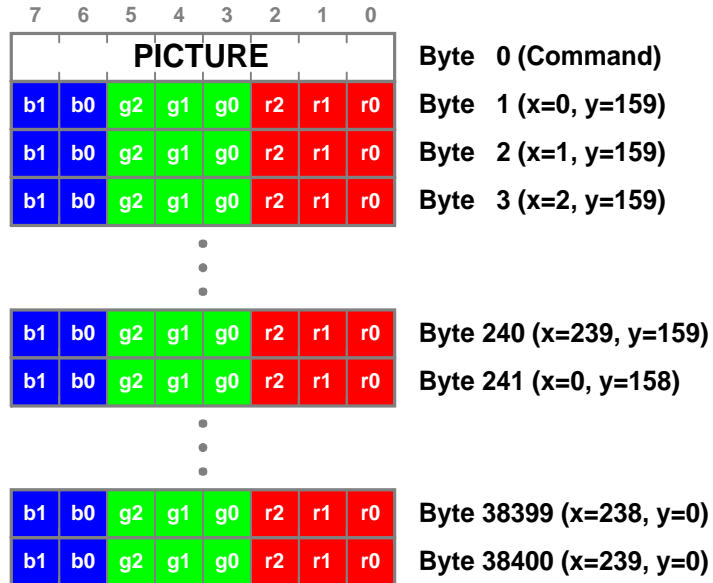 7 6 5 4 3 2 1 0
PICTURE Byte 0 (Command)
b1 b0 g2 g1 g0 r2 r1 r0 Byte 1 (x=0, y=159)
b1 b0 g2 g1 g0 r2 r1 r0 Byte 2 (x=1, y=159)
b1 b0 g2 g1 g0 r2 r1 r0 Byte 3 (x=2, y=159)
b1 b0 g2 g1 g0 r2 r1 r0 Byte 240 (x=239, y=159)
b1 b0 g2 g1 g0 r2 r1 r0 Byte 241 (x=0, y=158)
b1 b0 g2 g1 g0 r2 r1 r0 Byte 38399 (x=238, y=0)
b1 b0 g2 g1 g0 r2 r1 r0 Byte 38400 (x=239, y=0)